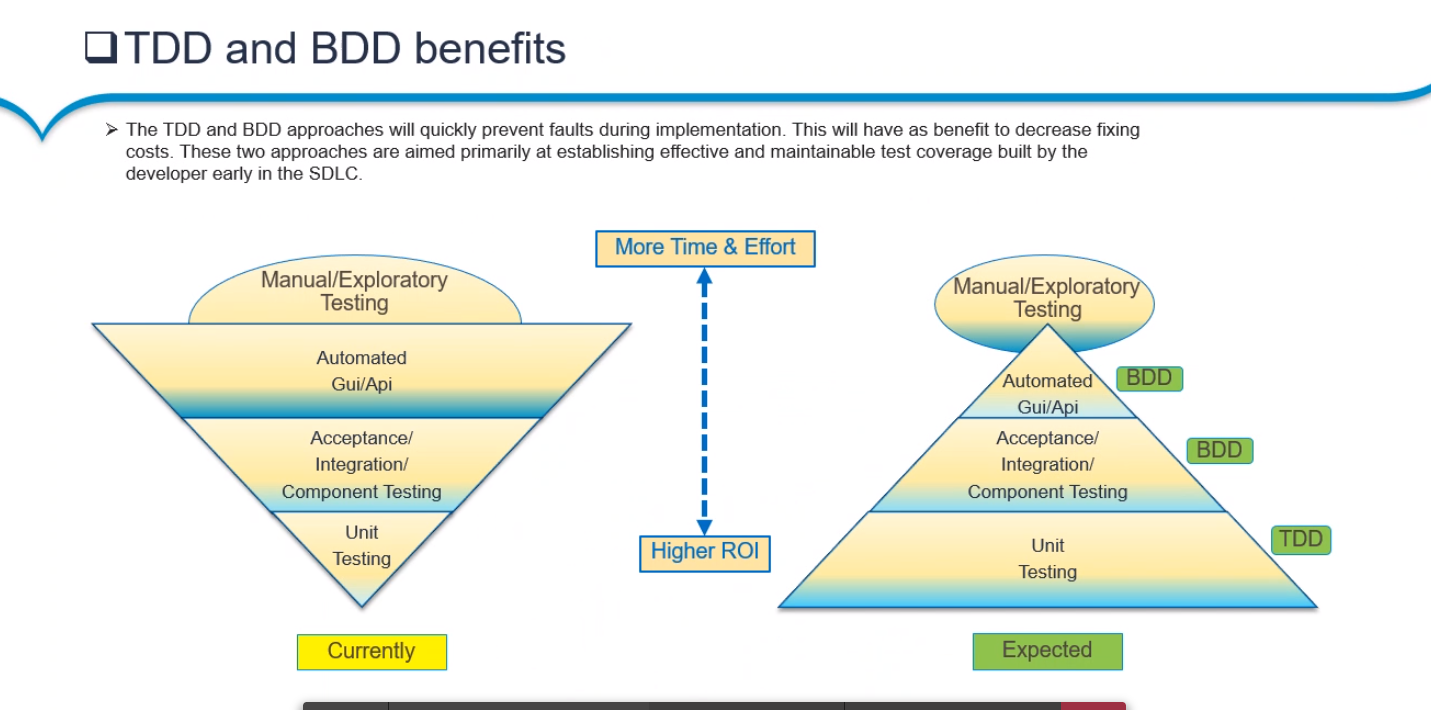 TDD and BDD benefits
The TDD and BDD approaches will quickly prevent faults during implementation. This will have as benefit to decrease fixing
costs. These two approaches are aimed primarily at establishing effective and maintainable test coverage built by the
developer early in the SDLC.
Manual/Exploratory
Testing
Automated
Gui/Api
Acceptance/
Integration/
Component Testing
Unit
Testing
Currently
More Time & Effort
Higher ROI
Manual/Exploratory
Testing
Automated
Gui/Api
BDD
Acceptance/
Integration/
Component Testing
BDD
Unit
Testing
TDD
Expected